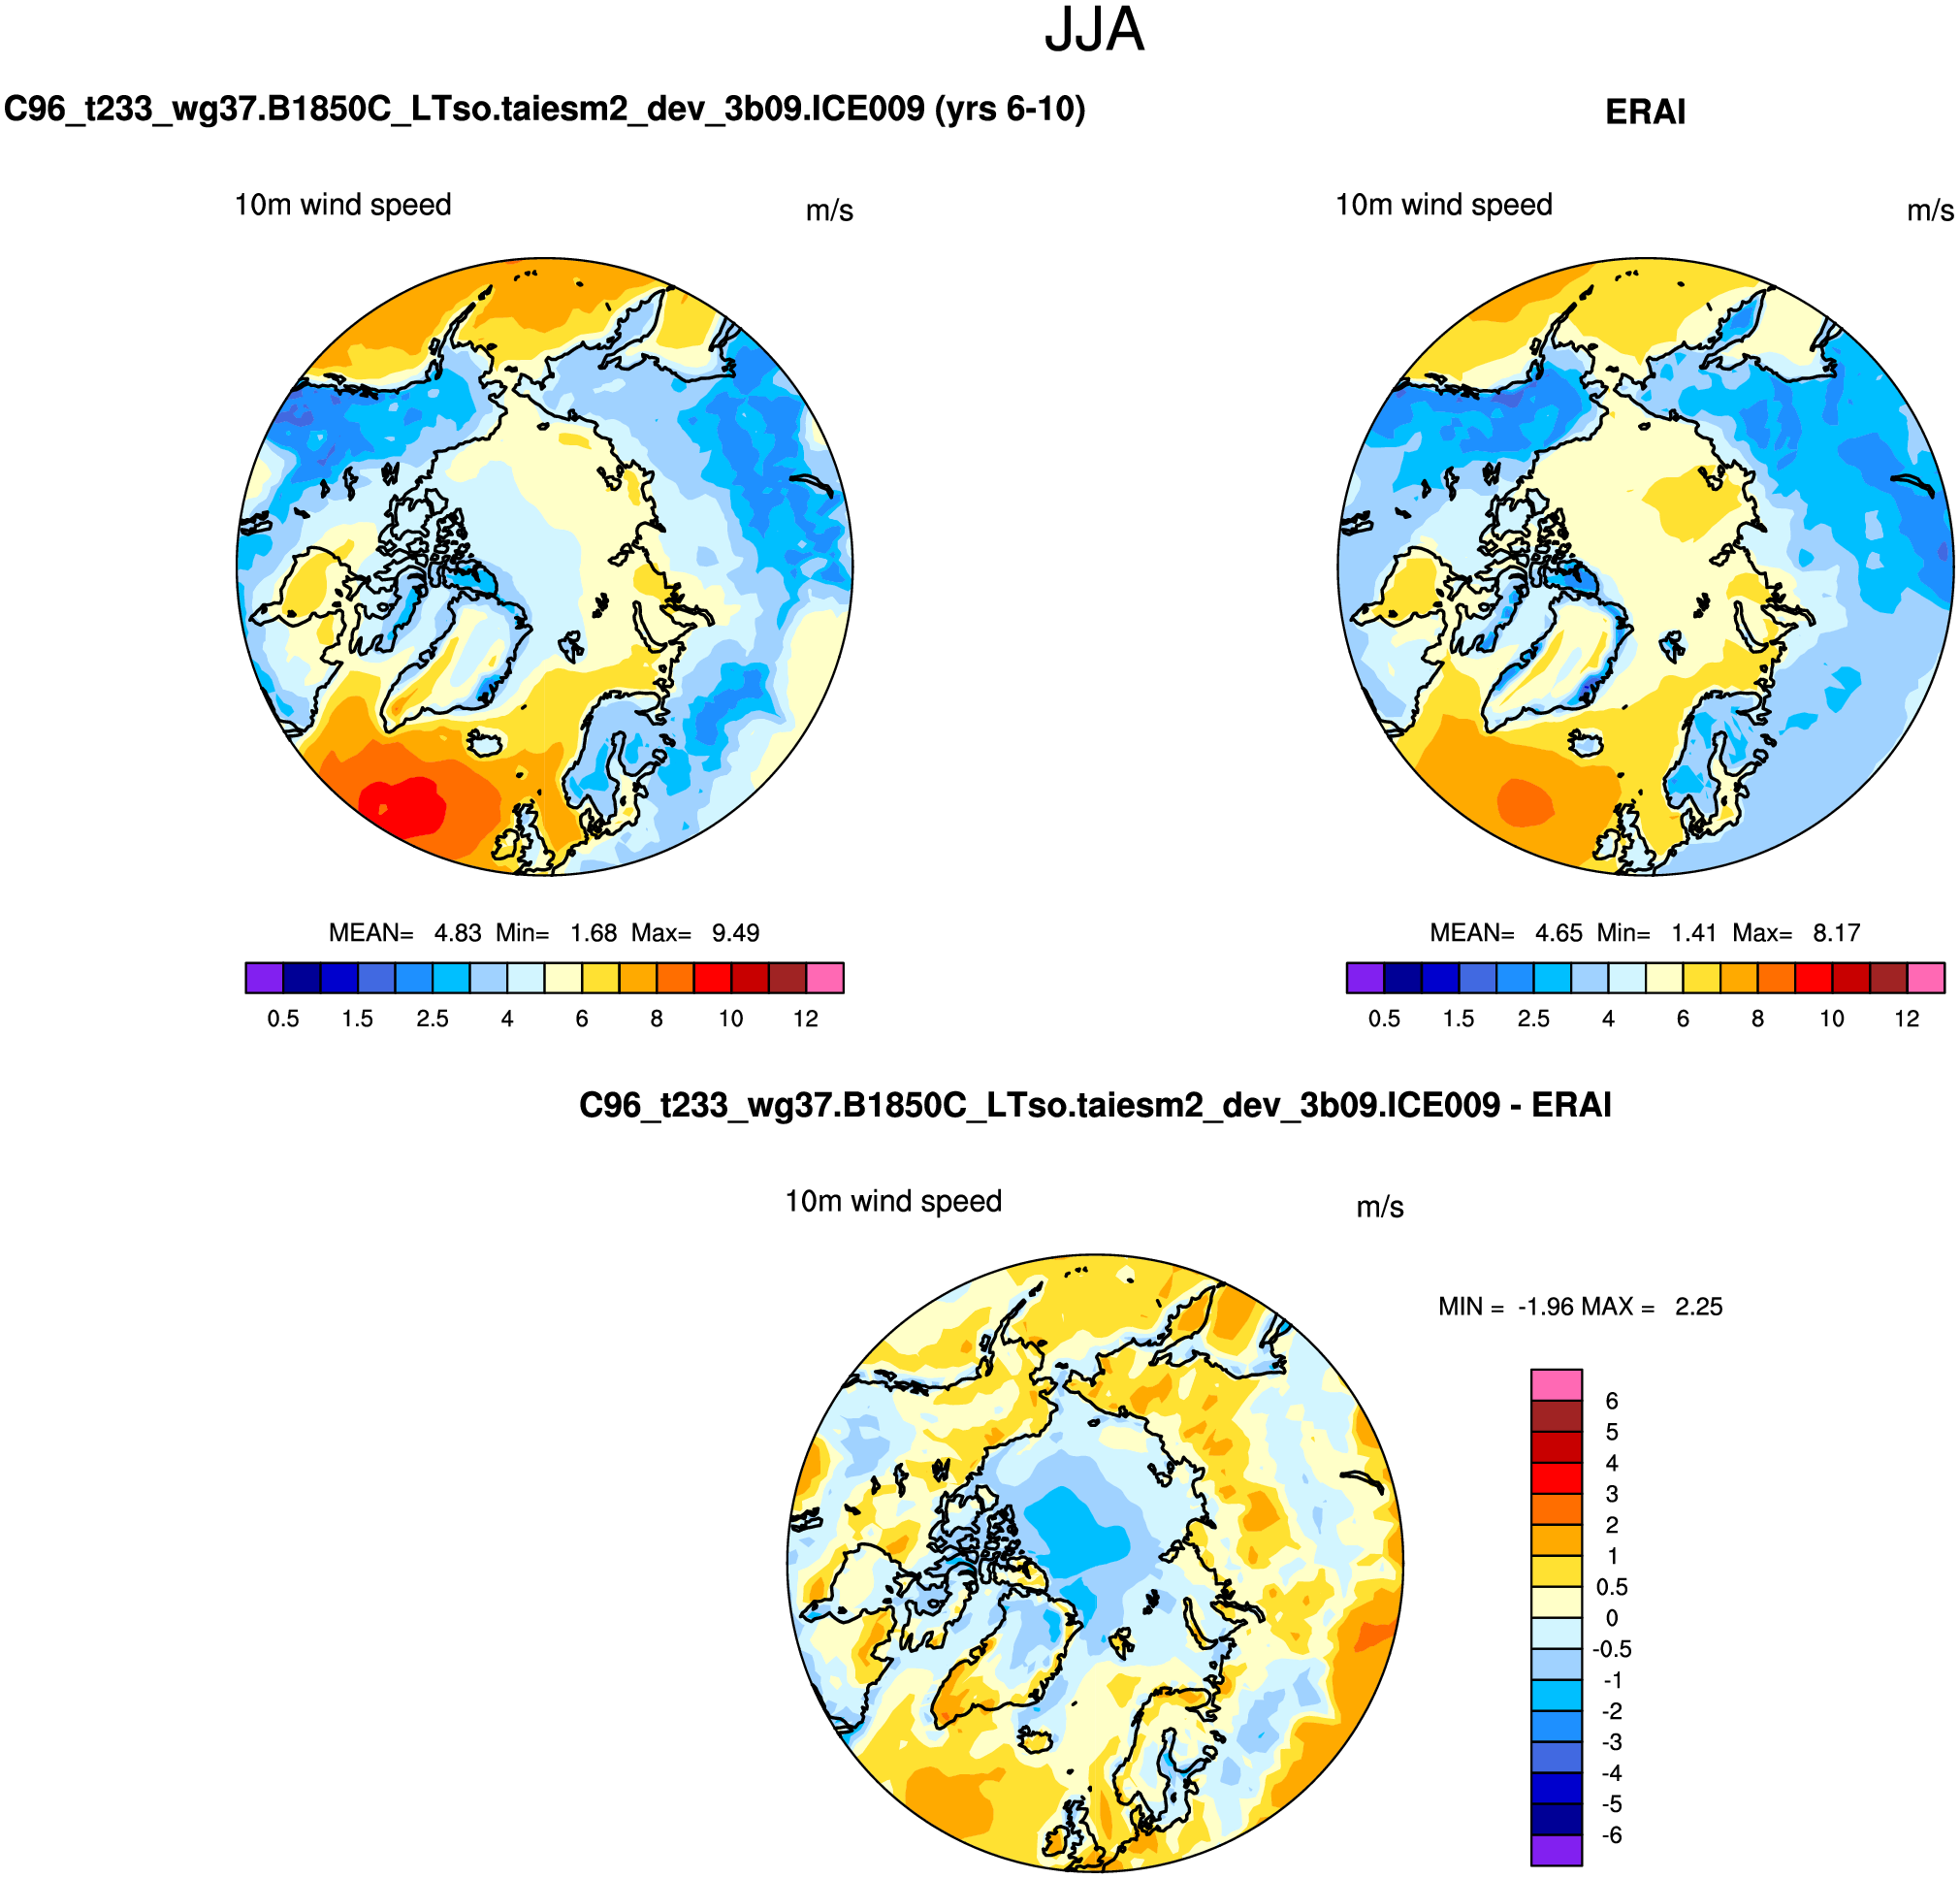 JJA
C96_t233_wg37.B1850C_LTso.taiesm2_dev_3b09.ICE009 (yrs 6-10)
ERAI
10m wind speed m/s
10m wind speed m/s
MEAN= 4.83 Min= 1.68 Max= 9.49
0.5 1.5 2.5 4 6 8 10 12
MEAN= 4.65 Min= 1.41 Max= 8.17
0.5 1.5 2.5 4 6 8 10 12
C96_t233_wg37.B1850C_LTso.taiesm2_dev_3b09.ICE009 - ERAI
10m wind speed m/s
MIN = -1.96 MAX = 2.25
6
5
4
3
2
1
0.5
0
-0.5
-1
-2
-3
-4
-5
-6